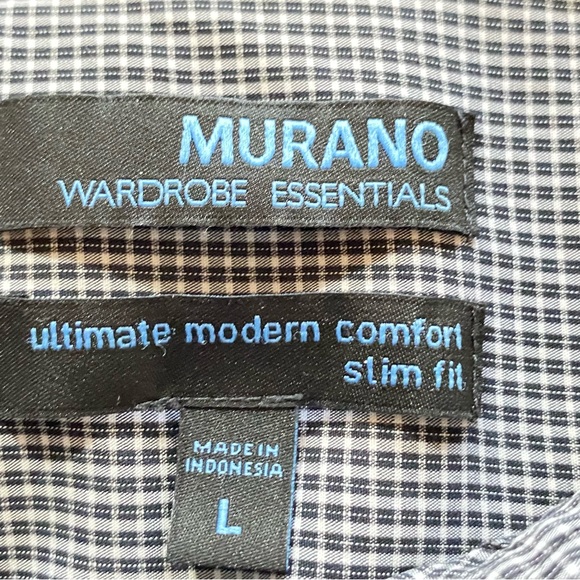 MURANO
WARDROBE ESSENTIALS
ultimate modern comfort
slim fit
MADE IN
INDONESIA
L